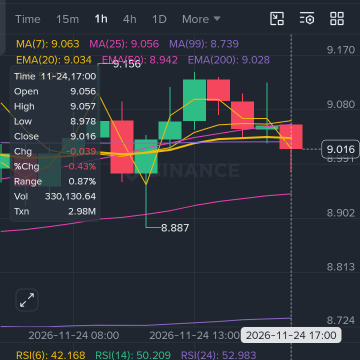 Time 15m 1h 4h 1D More
MA(7): 9.063 MA(25): 9.056 MA(99): 8.739
EMA(20): 9.034 EMA(50): 8.942 EMA(200): 9.028
9.170
9.156
Time 11-24,17:00
Open 9.056
High 9.057
Low 8.978
Close 9.016
Chg -0.039
%Chg -0.43%
Range 0.87%
Vol 330,130.64
Txn 2.98M
9.080
9.016
8.991
BINANCE
8.902
8.887
8.813
8.724
2026-11-24 08:00 2026-11-24 13:00 2026-11-24 17:00
RSI(6): 42.168 RSI(14): 50.209 RSI(24): 52.983